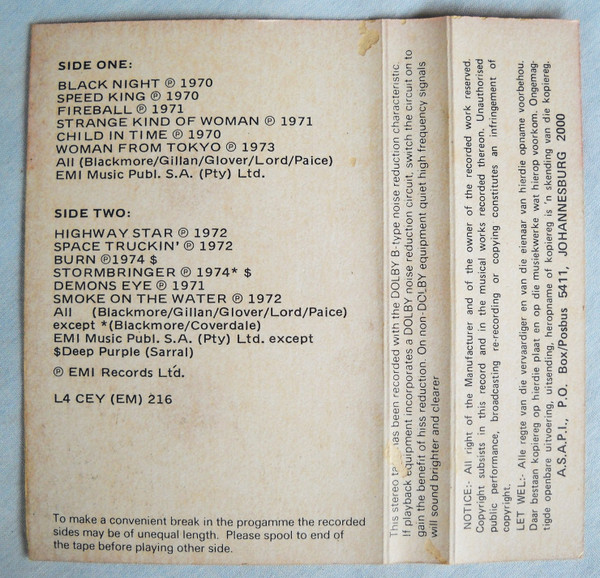 SIDE ONE:
BLACK NIGHT ℗ 1970
SPEED KING ℗ 1970
FIREBALL ℗ 1971
STRANGE KIND OF WOMAN ℗ 1971
CHILD IN TIME ℗ 1970
WOMAN FROM TOKYO ℗ 1973
All (Blackmore/Gillan/Glover/Lord/Paice)
EMI Music Publ. S.A. (Pty) Ltd.
SIDE TWO:
HIGHWAY STAR ℗ 1972
SPACE TRUCKIN' ℗ 1972
BURN ℗1974 $
STORMBRINGER ℗ 1974* $
DEMONS EYE ℗ 1971
SMOKE ON THE WATER ℗ 1972
All (Blackmore/Gillan/Glover/Lord/Paice)
except *(Blackmore/Coverdale)
EMI Music Publ. S.A. (Pty) Ltd. except
$Deep Purple (Sarral)
℗ EMI Records Ltd.
L4 CEY (EM) 216
To make a convenient break in the progamme the recorded
sides may be of unequal length. Please spool to end of
the tape before playing other side.
This stereo has been recorded with the DOLBY B-type noise reduction characteristic.
If playback equipment incorporates a DOLBY noise reduction circuit, switch the circuit on to
gain the benefit of hiss reduction. On non-DOLBY equipment quiet high frequency signals
will sound brighter and clearer
NOTICE:- All right of the Manufacturer and of the owner of the recorded work reserved.
Copyright subsists in this record and in the musical works recorded thereon. Unauthorised
public performance, broadcasting re-recording or copying constitutes an infringement of
copyright.
LET WEL:- Alle regte van die vervaardiger en van die eienaar van hierdie opname voorbehou.
Daar bestaan kopiereg op hierdie plaat en op die musiekwerke wat hierop voorkom. Ongemag-
tigde openbare uitvoering, uitsending, heropname of kopiereg is 'n skending van die kopiereg.
A.S.A.P.I., P.O. Box/Posbus 5411, JOHANNESBURG 2000